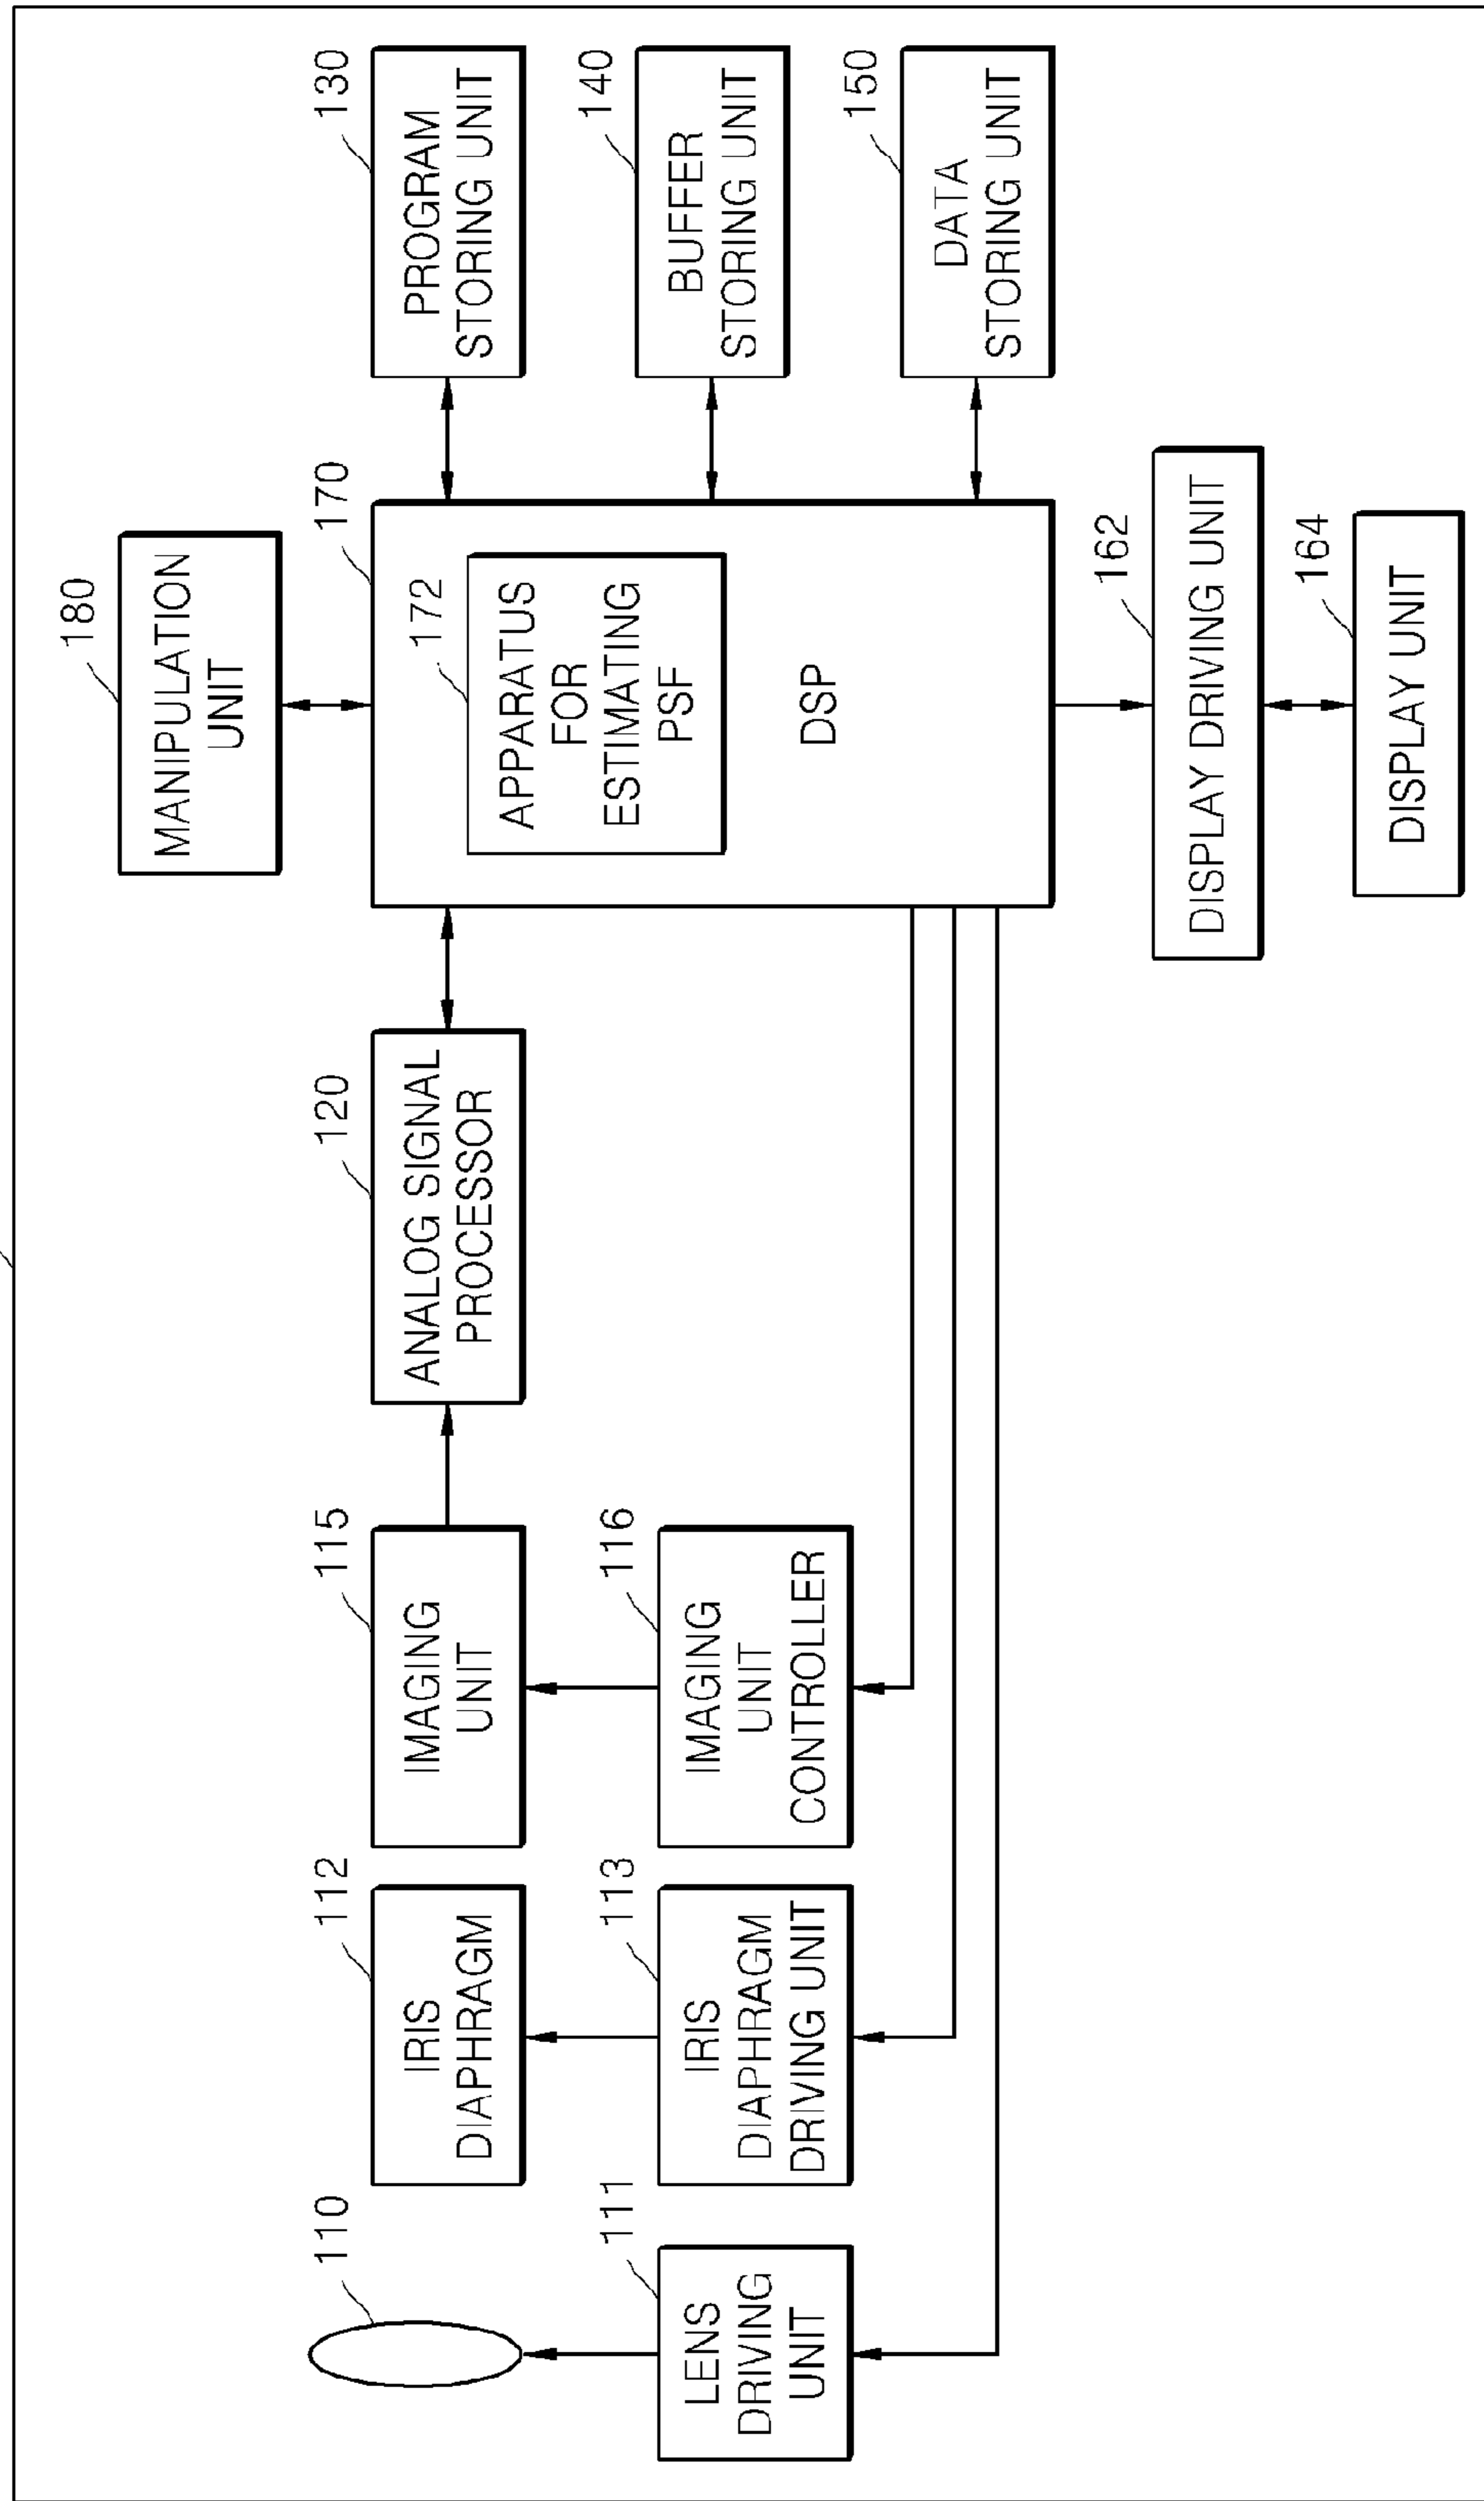 180
MANIPULATION
UNIT
110
112
IRIS
DIAPHRAGM
115
IMAGING
UNIT
120
ANALOG SIGNAL
PROCESSOR
170
172
APPARATUS
FOR
ESTIMATING
PSF
DSP
130
PROGRAM
STORING UNIT
111
LENS
DRIVING
UNIT
113
IRIS
DIAPHRAGM
DRIVING UNIT
116
IMAGING
UNIT
CONTROLLER
140
BUFFER
STORING UNIT
150
DATA
STORING UNIT
162
DISPLAY DRIVING UNIT
164
DISPLAY UNIT